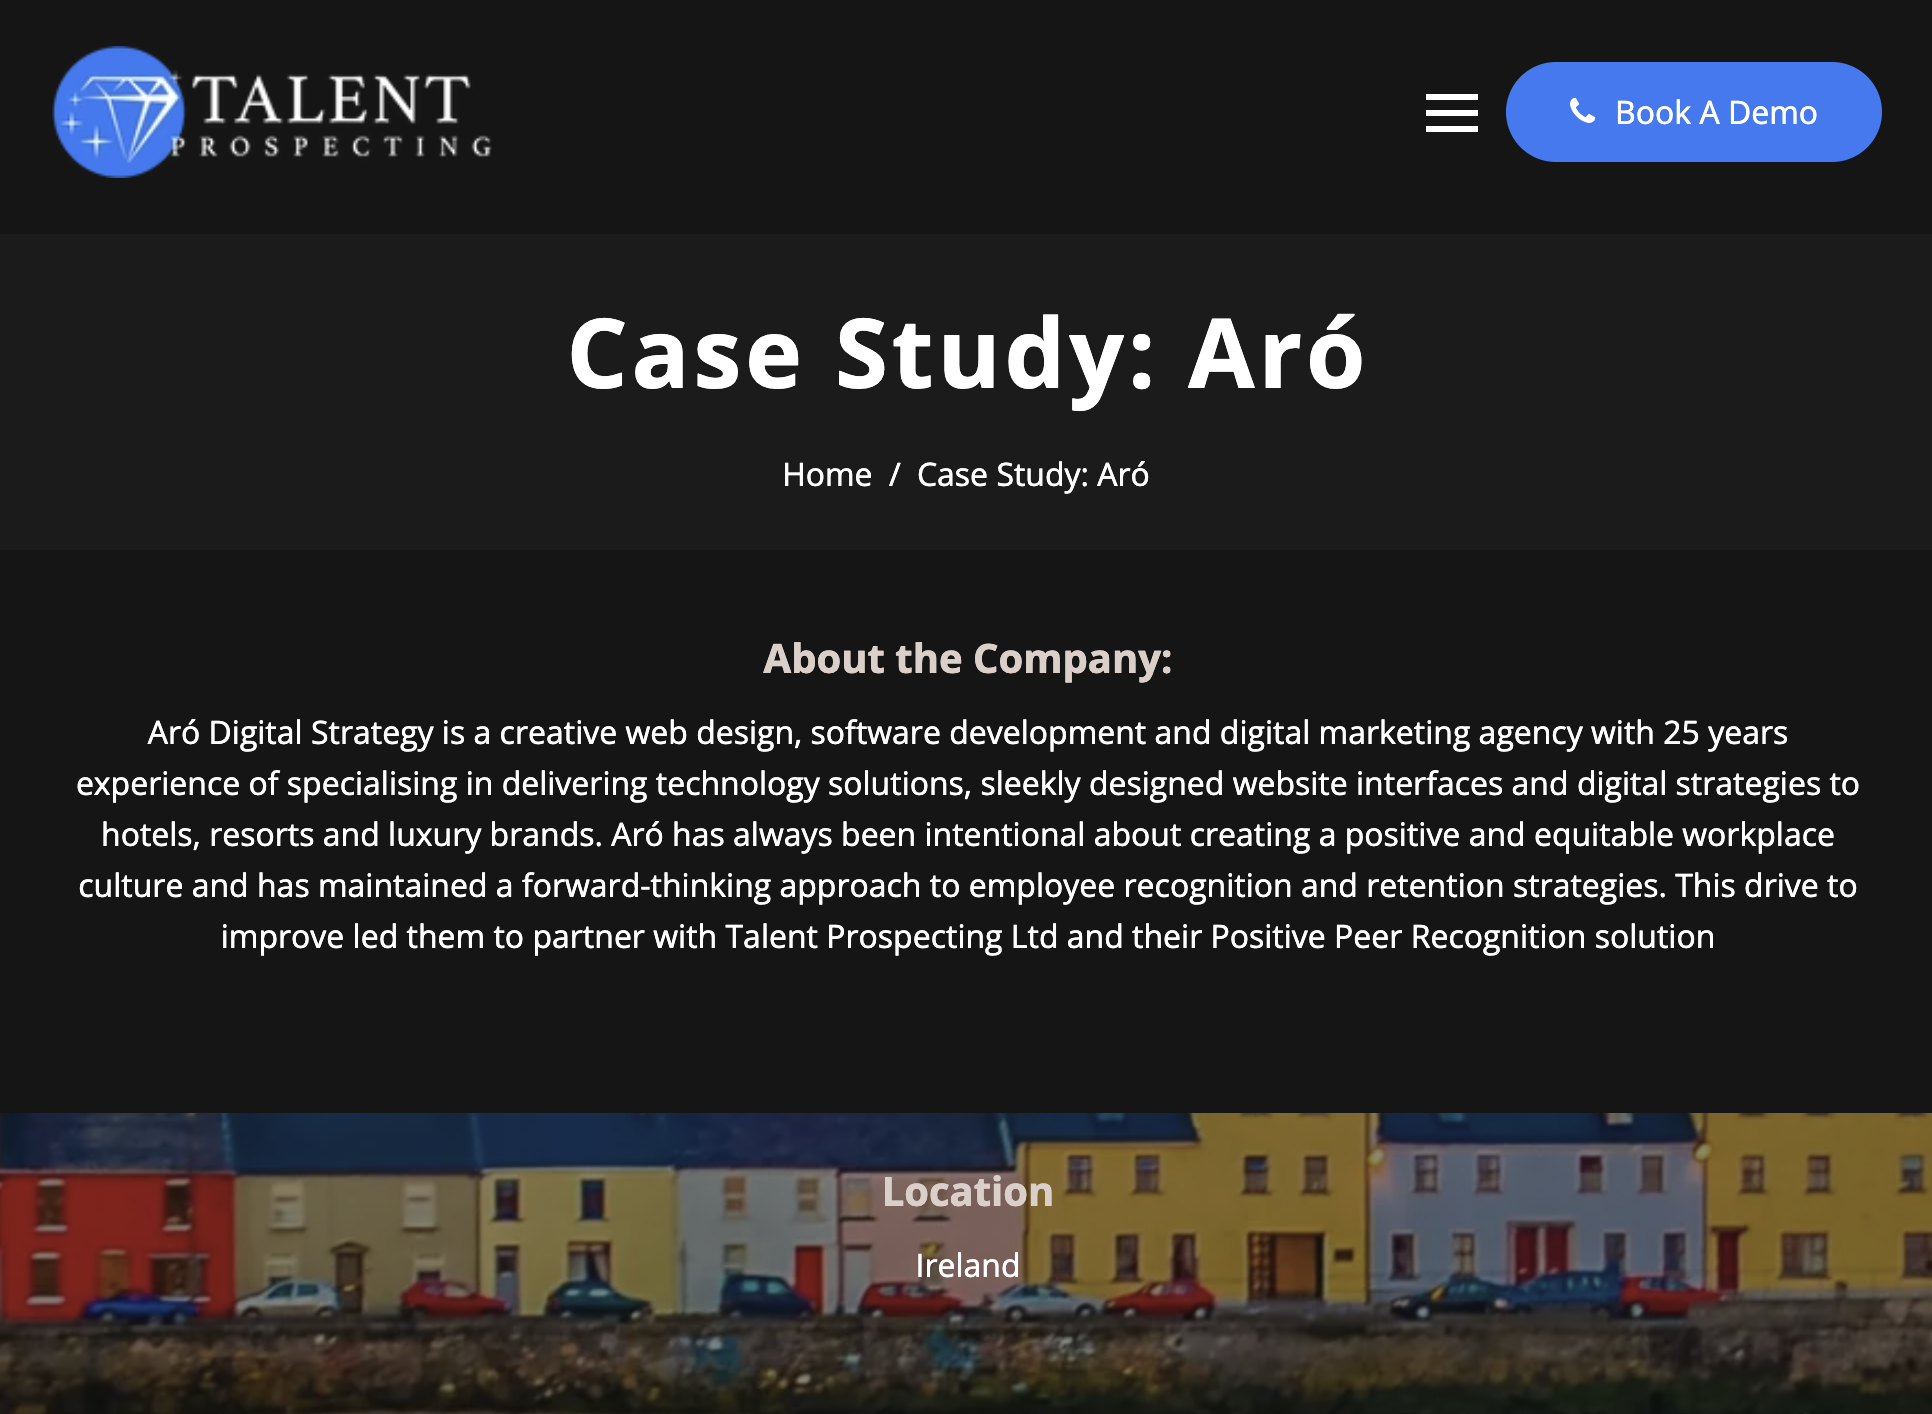 TALENT
PROSPECTING
Book A Demo
Case Study: Aró
Home / Case Study: Aró
About the Company:
Aró Digital Strategy is a creative web design, software development and digital marketing agency with 25 years
experience of specialising in delivering technology solutions, sleekly designed website interfaces and digital strategies to
hotels, resorts and luxury brands. Aró has always been intentional about creating a positive and equitable workplace
culture and has maintained a forward-thinking approach to employee recognition and retention strategies. This drive to
improve led them to partner with Talent Prospecting Ltd and their Positive Peer Recognition solution
Location
Ireland